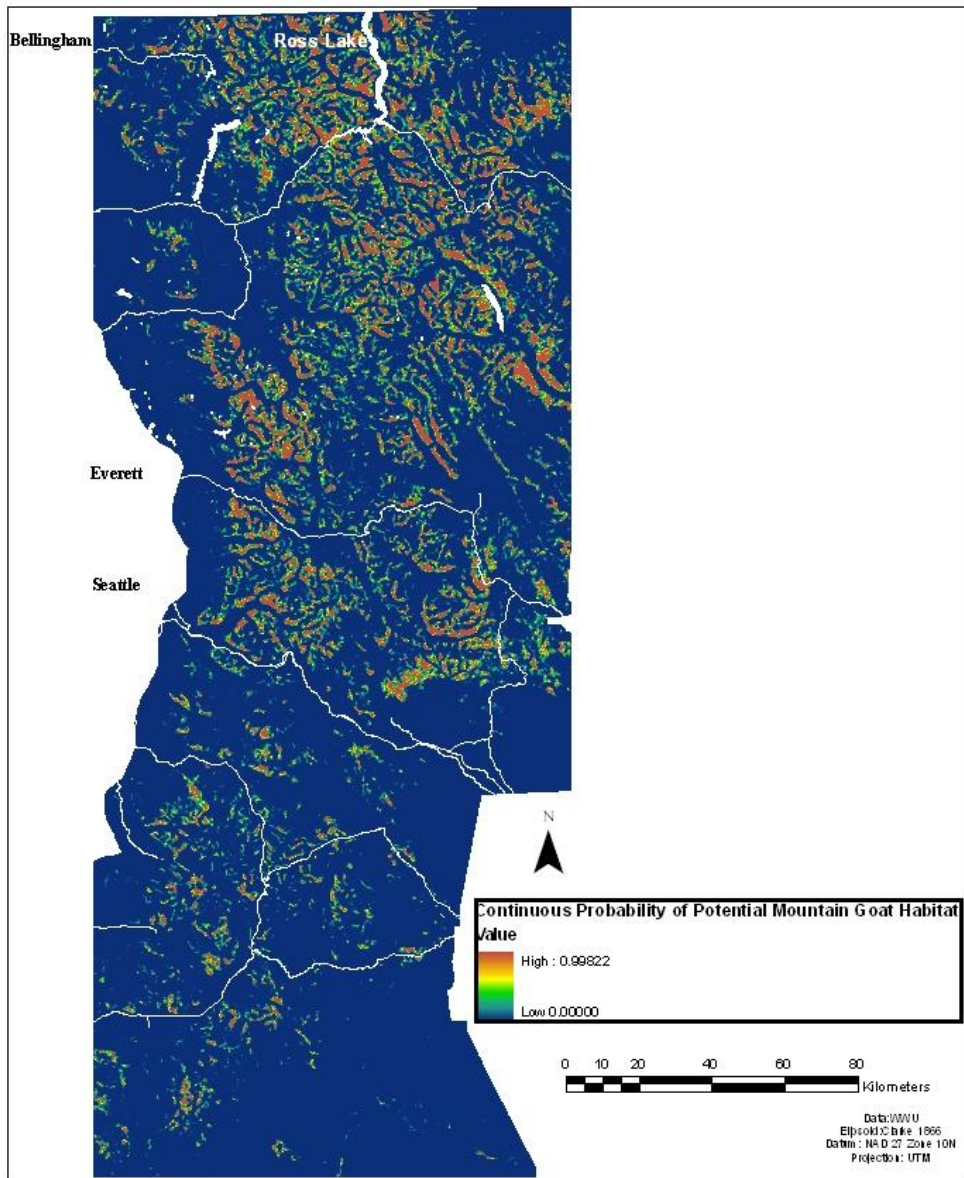 Bellingham
Ross Lake
Everett
Seattle
N
Continuous Probability of Potential Mountain Goat Habitat
Value
High : 0.99822
Low 0.00000
0 10 20 40 60 80
Kilometers
Data:WWU
Elipsoid:Clarke 1866
Datum : NAD 27 Zone 10N
Projection: UTM